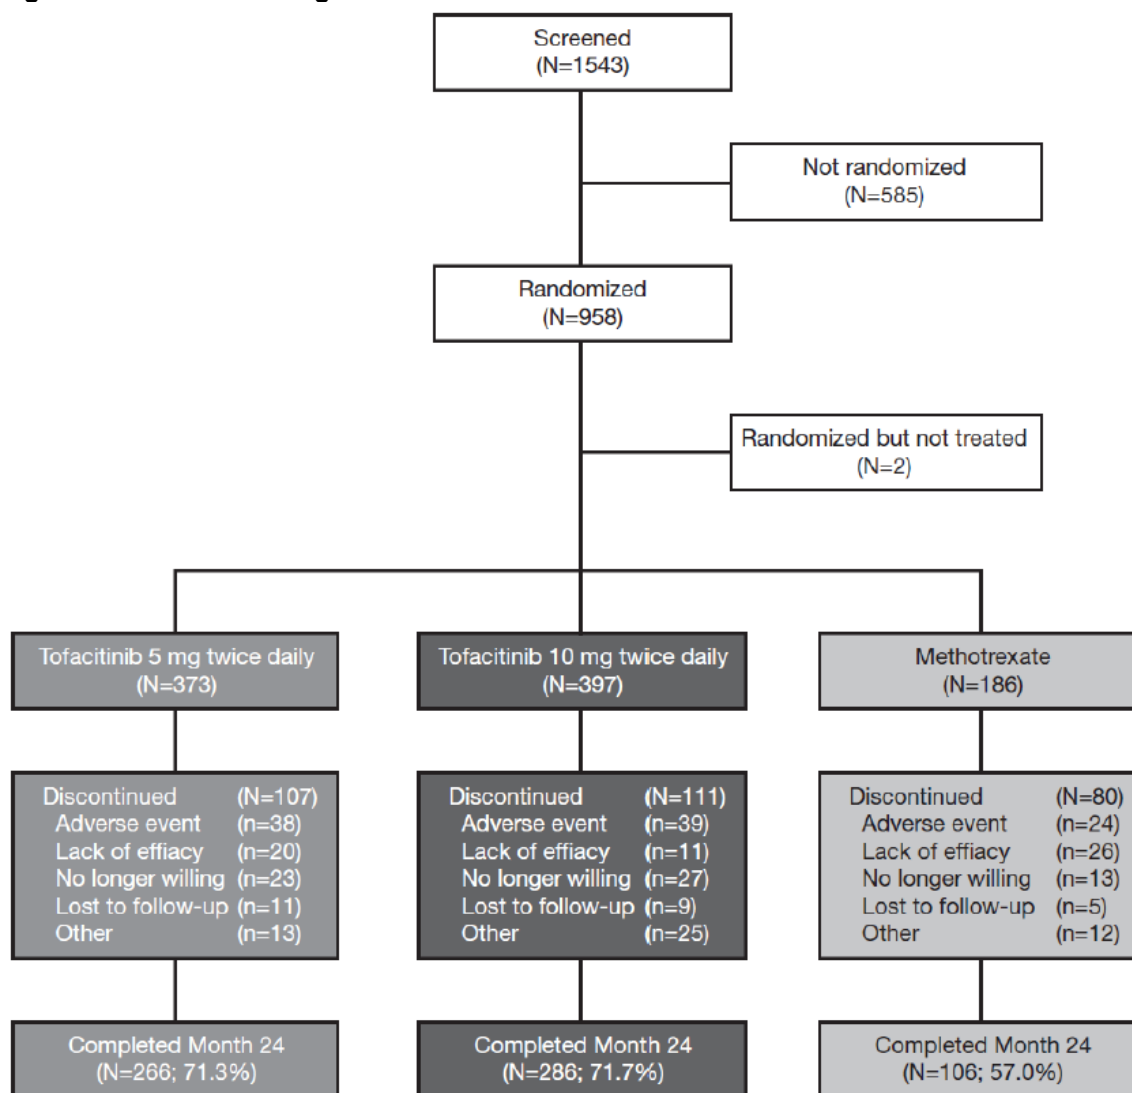 Screened
(N=1543)
Not randomized
(N=585)
Randomized
(N=958)
Randomized but not treated
(N=2)
Tofacitinib 5 mg twice daily
(N=373)
Tofacitinib 10 mg twice daily
(N=397)
Methotrexate
(N=186)
Discontinued (N=107)
Adverse event (n=38)
Lack of effiacy (n=20)
No longer willing (n=23)
Lost to follow-up (n=11)
Other (n=13)
Discontinued (N=111)
Adverse event (n=39)
Lack of effiacy (n=11)
No longer willing (n=27)
Lost to follow-up (n=9)
Other (n=25)
Discontinued (N=80)
Adverse event (n=24)
Lack of effiacy (n=26)
No longer willing (n=13)
Lost to follow-up (n=5)
Other (n=12)
Completed Month 24
(N=266; 71.3%)
Completed Month 24
(N=286; 71.7%)
Completed Month 24
(N=106; 57.0%)